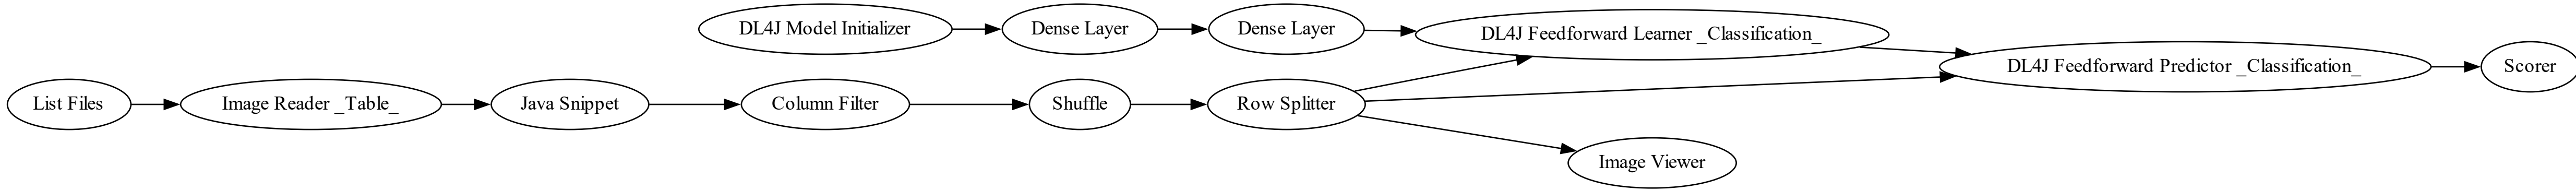 DL4J Model Initializer
Dense Layer
Dense Layer
DL4J Feedforward Learner _Classification_
DL4J Feedforward Predictor _Classification_
Scorer
List Files
Image Reader _Table_
Java Snippet
Column Filter
Shuffle
Row Splitter
Image Viewer